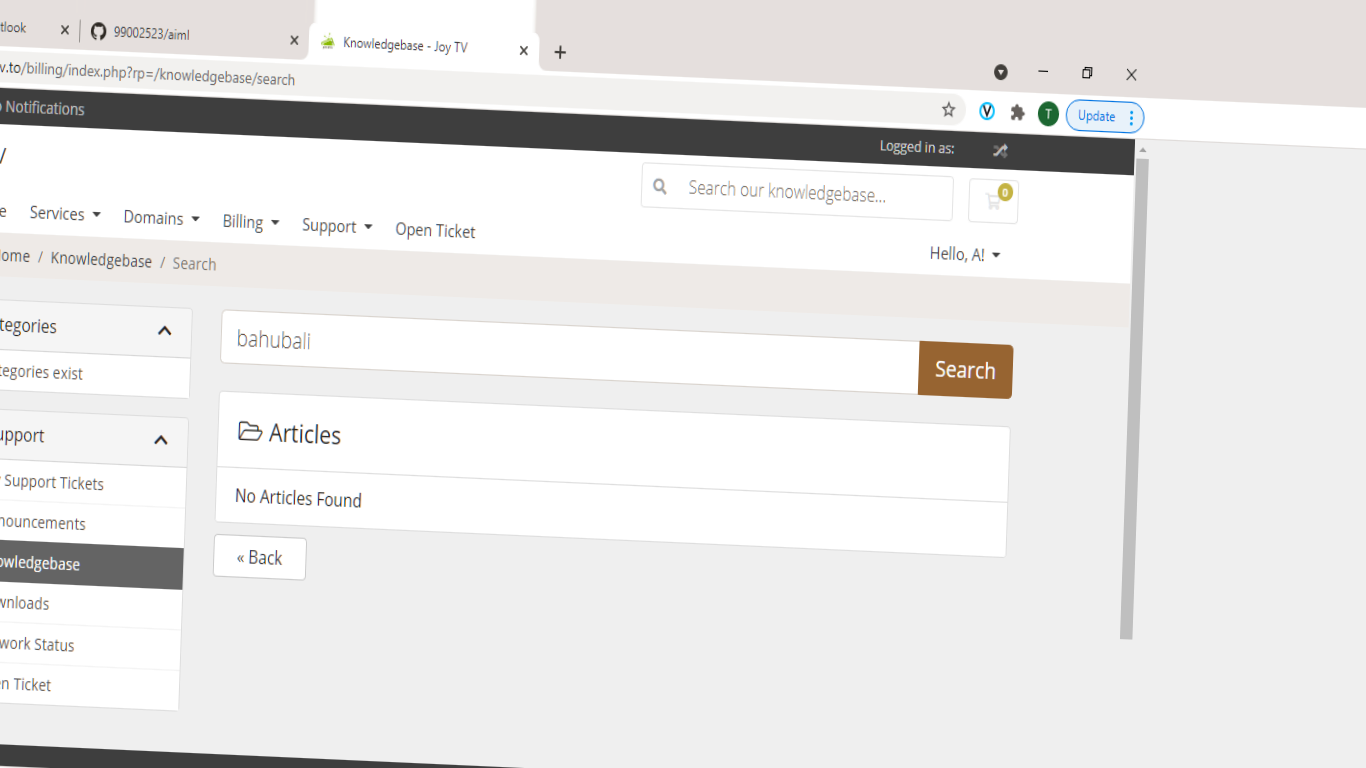 tlook
99002523/aiml
Knowledgebase - Joy TV
v.to/billing/index.php?rp=/knowledgebase/search
Update
T
Notifications
Logged in as:
Search our knowledgebase...
0
Services
Domains
Billing
Support
Open Ticket
Hello, A!
ome / Knowledgebase / Search
tegories
tegories exist
bahubali
Search
Articles
No Articles Found
« Back
upport
Support Tickets
nouncements
owledgebase
wnloads
work Status
n Ticket